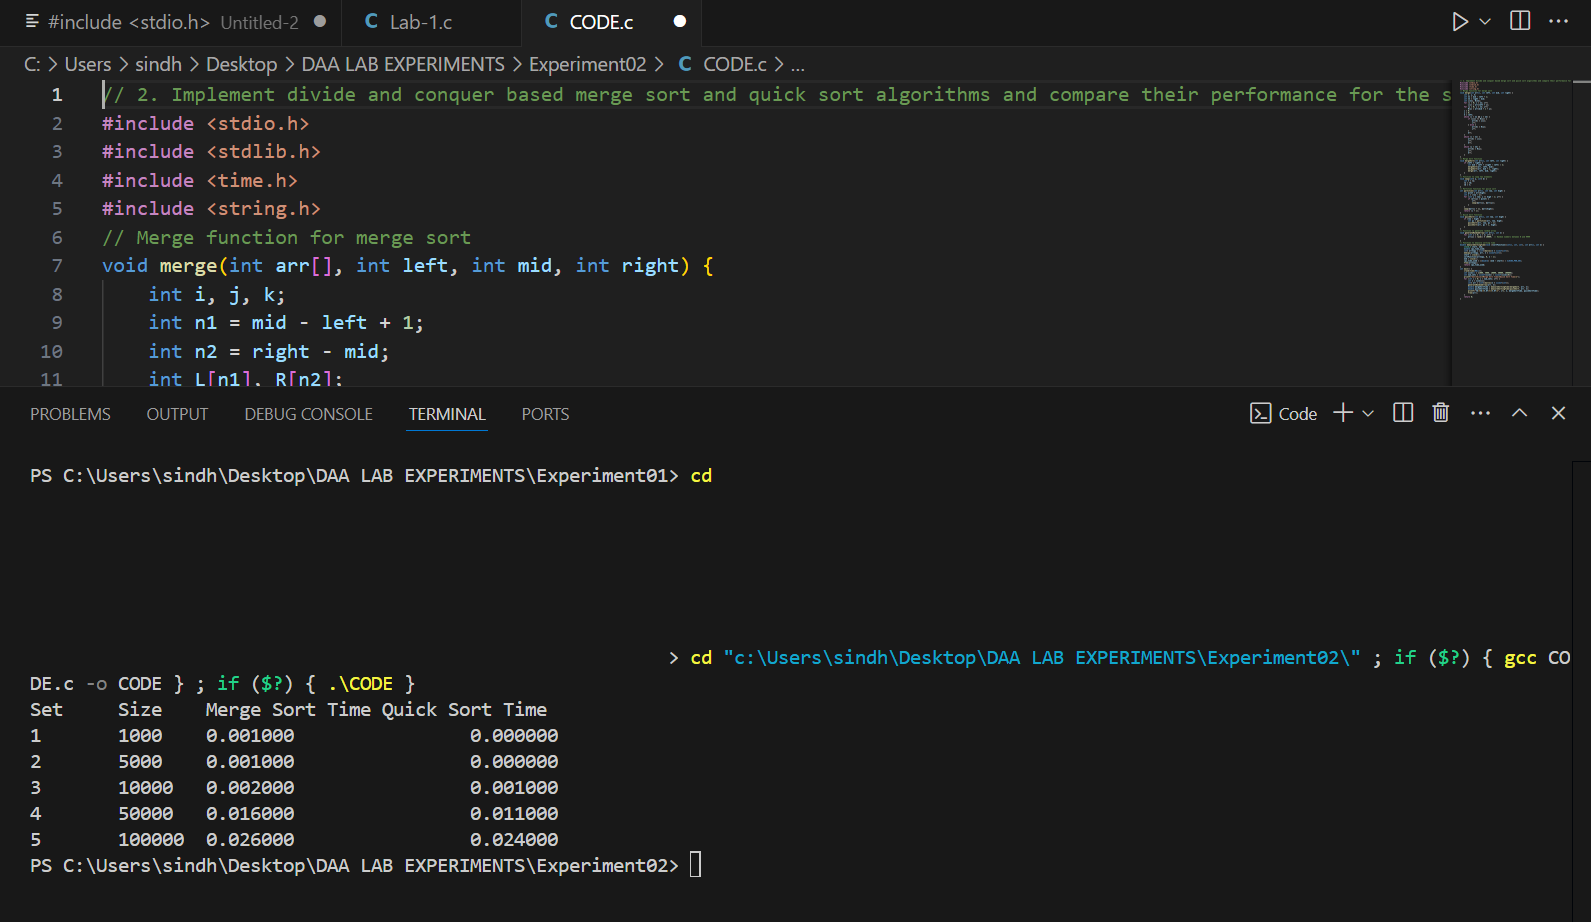 #include <stdio.h> Untitled-2 Lab-1.c CODE.c
C: > Users > sindh > Desktop > DAA LAB EXPERIMENTS > Experiment02 > C CODE.c > ...
1 // 2. Implement divide and conquer based merge sort and quick sort algorithms and compare their performance for the s
2 #include <stdio.h>
3 #include <stdlib.h>
4 #include <time.h>
5 #include <string.h>
6 // Merge function for merge sort
7 void merge(int arr[], int left, int mid, int right) {
8 int i, j, k;
9 int n1 = mid - left + 1;
10 int n2 = right - mid;
11 int L[n1], R[n2];
PROBLEMS OUTPUT DEBUG CONSOLE TERMINAL PORTS Code
PS C:\Users\sindh\Desktop\DAA LAB EXPERIMENTS\Experiment01> cd
> cd "c:\Users\sindh\Desktop\DAA LAB EXPERIMENTS\Experiment02\" ; if ($?) { gcc CO
DE.c -o CODE } ; if ($?) { .\CODE }
Set Size Merge Sort Time Quick Sort Time
1 1000 0.001000 0.000000
2 5000 0.001000 0.000000
3 10000 0.002000 0.001000
4 50000 0.016000 0.011000
5 100000 0.026000 0.024000
PS C:\Users\sindh\Desktop\DAA LAB EXPERIMENTS\Experiment02>